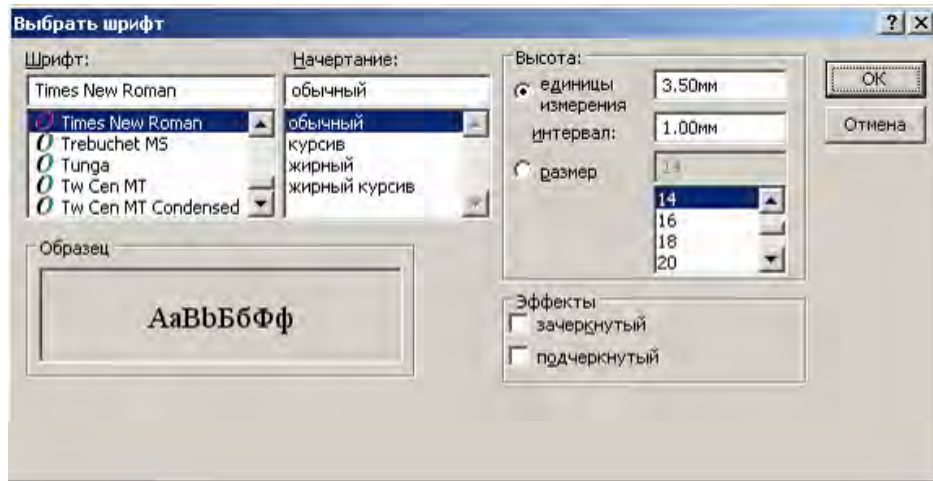 Выбрать шрифт
Шрифт:
Times New Roman
Times New Roman
Trebuchet MS
Tunga
Tw Cen MT
Tw Cen MT Condensed
Начертание:
обычный
обычный
курсив
жирный
жирный курсив
Высота:
единицы
измерения
3.50мм
интервал:
1.00мм
размер
14
14
16
18
20
OK
Отмена
Образец
АаВbБбФф
Эффекты
зачеркнутый
подчеркнутый